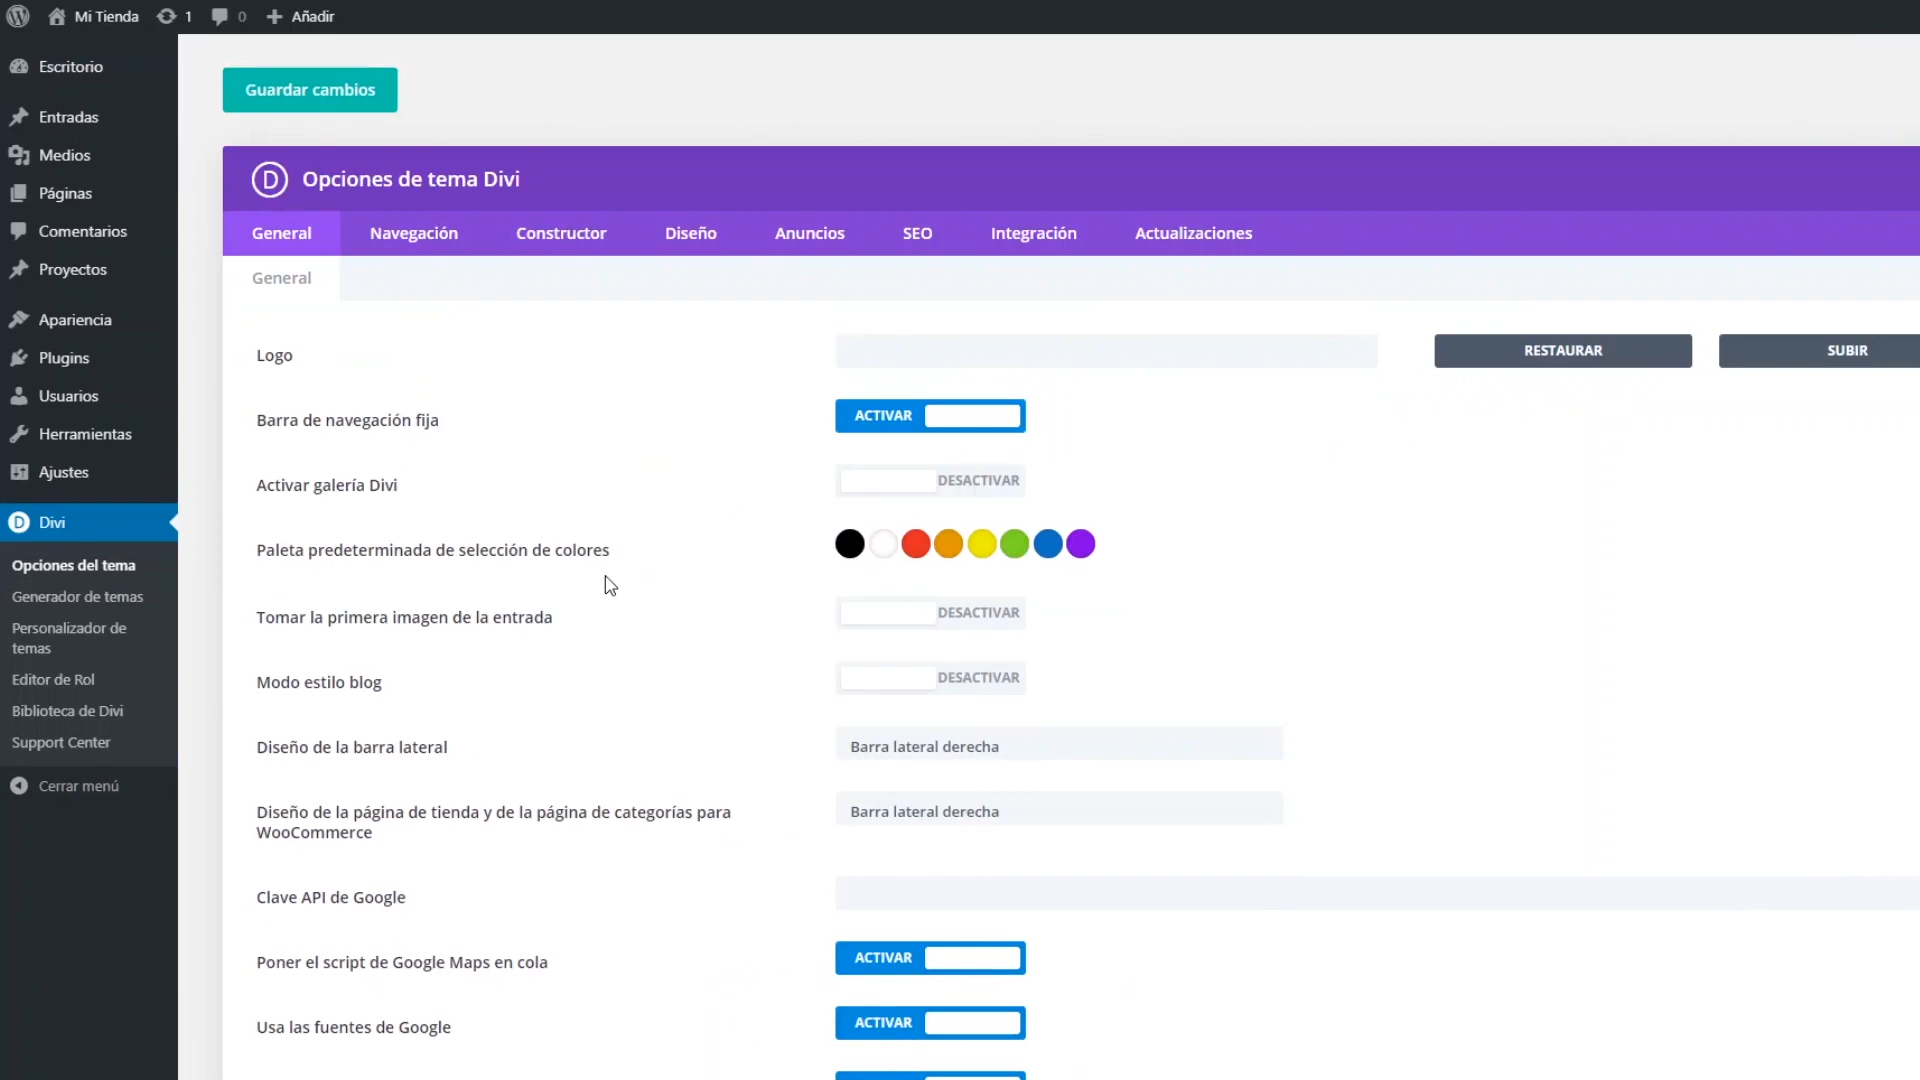 Mi Tienda 1 0 Añadir
Escritorio
Entradas
Medios
Páginas
Comentarios
Proyectos
Apariencia
Plugins
Usuarios
Herramientas
Ajustes
D Divi
Opciones del tema
Generador de temas
Personalizador de
temas
Editor de Rol
Biblioteca de Divi
Support Center
Cerrar menú
Guardar cambios
D Opciones de tema Divi
General Navegación Constructor Diseño Anuncios SEO Integración Actualizaciones
General
Logo RESTAURAR SUBIR
Barra de navegación fija ACTIVAR
Activar galería Divi DESACTIVAR
Paleta predeterminada de selección de colores
Tomar la primera imagen de la entrada DESACTIVAR
Modo estilo blog DESACTIVAR
Diseño de la barra lateral Barra lateral derecha
Diseño de la página de tienda y de la página de categorías para Barra lateral derecha
WooCommerce
Clave API de Google
Poner el script de Google Maps en cola ACTIVAR
Usa las fuentes de Google ACTIVAR